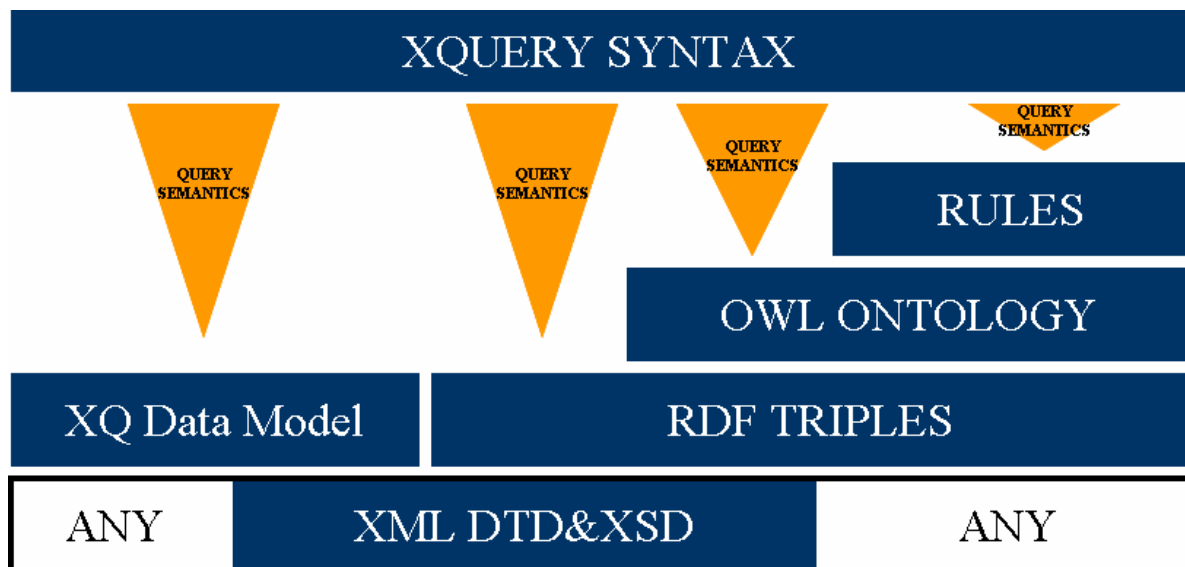 XQUERY SYNTAX
QUERY
SEMANTICS
QUERY
SEMANTICS
QUERY
SEMANTICS
QUERY
SEMANTICS
RULES
OWL ONTOLOGY
XQ Data Model
RDF TRIPLES
ANY
XML DTD&XSD
ANY